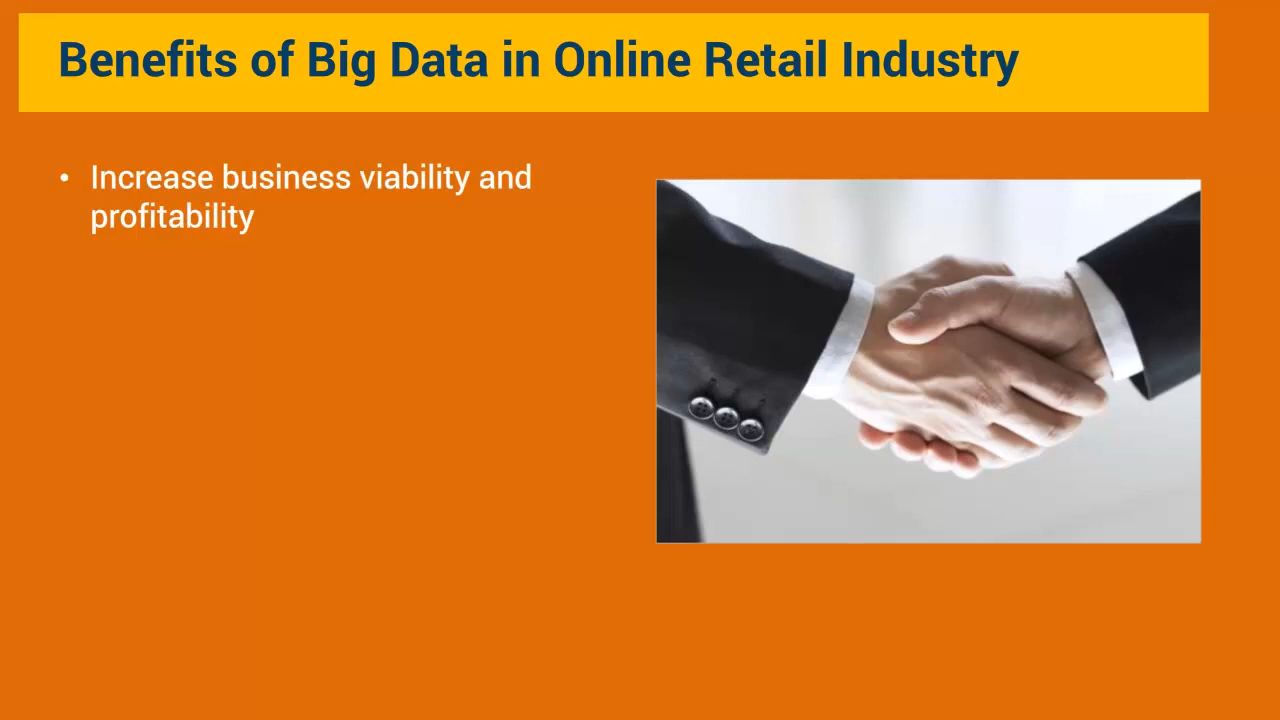 Benefits of Big Data in Online Retail Industry
• Increase business viability and
profitability